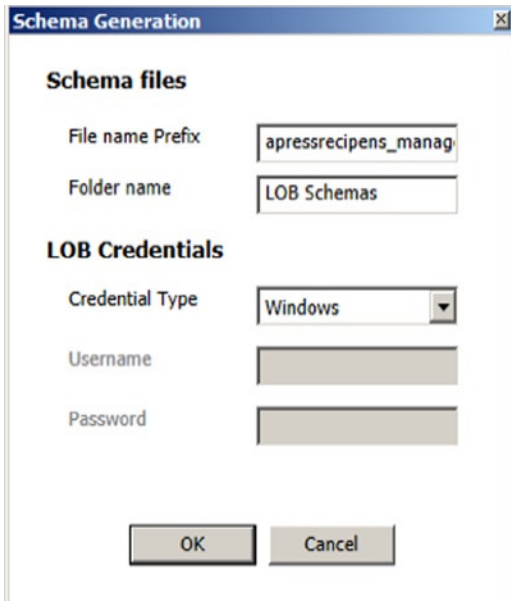 Schema Generation
Schema files
File name Prefix apressrecipens_manag
Folder name LOB Schemas
LOB Credentials
Credential Type Windows
Username
Password
OK Cancel